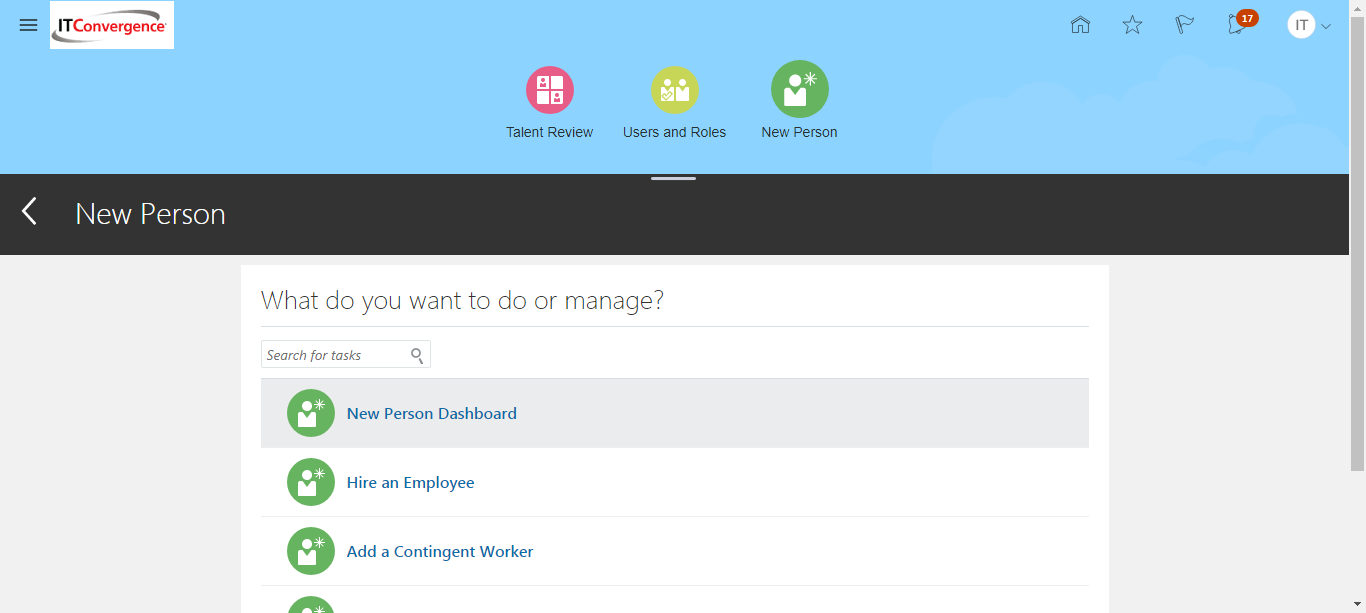 ITConvergence
17
IT
Talent Review
Users and Roles
New Person
New Person
What do you want to do or manage?
Search for tasks
New Person Dashboard
Hire an Employee
Add a Contingent Worker